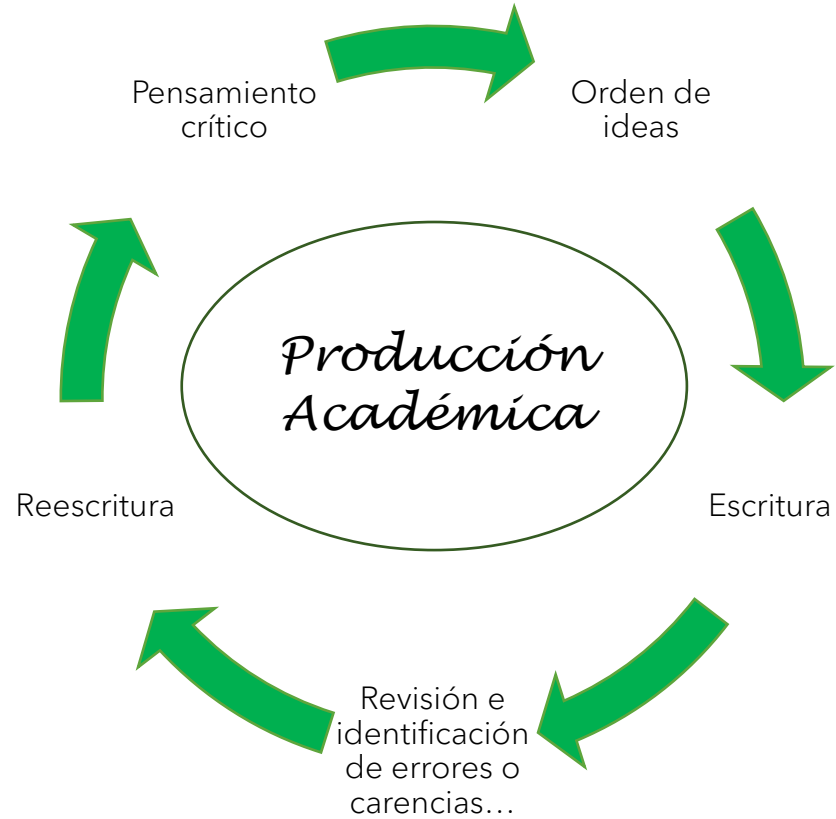 Pensamiento
crítico
Orden de
ideas
Producción
Académica
Reescritura
Escritura
Revisión e
identificación
de errores o
carencias…